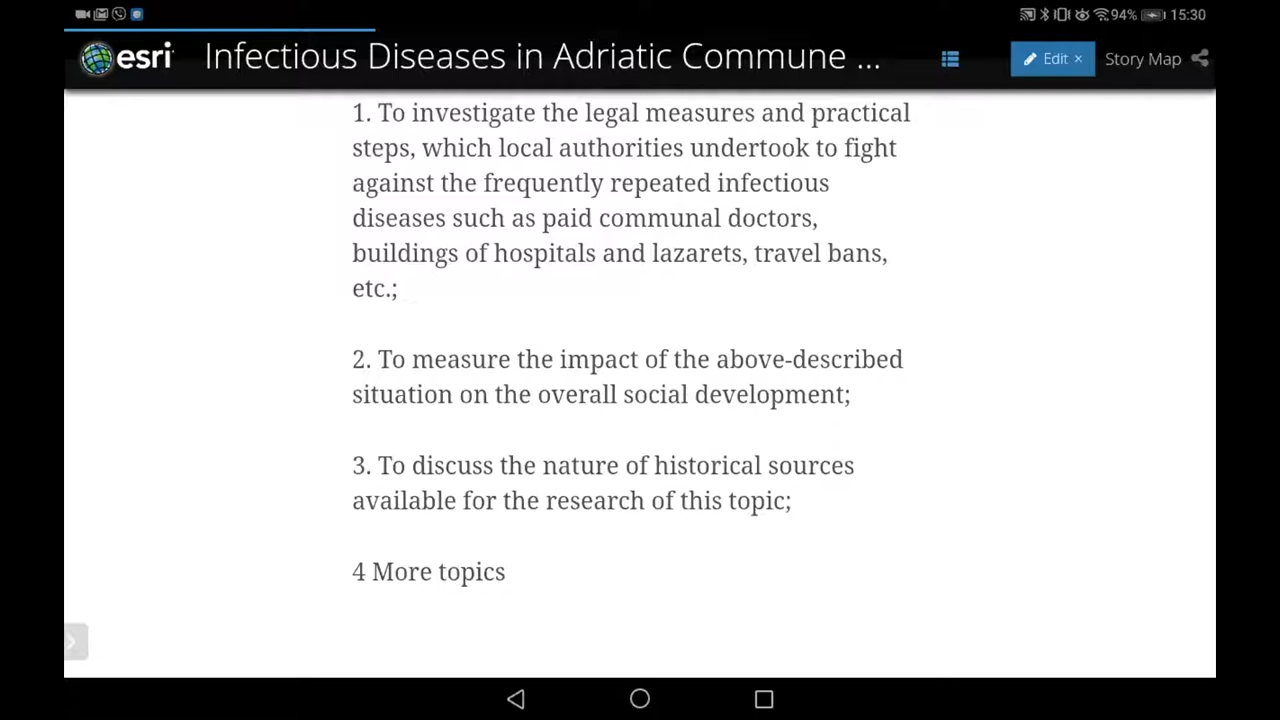 94% 15:30
esri Infectious Diseases in Adriatic Commune ... Edit × Story Map
1. To investigate the legal measures and practical
steps, which local authorities undertook to fight
against the frequently repeated infectious
diseases such as paid communal doctors,
buildings of hospitals and lazarets, travel bans,
etc.;
2. To measure the impact of the above-described
situation on the overall social development;
3. To discuss the nature of historical sources
available for the research of this topic;
4 More topics